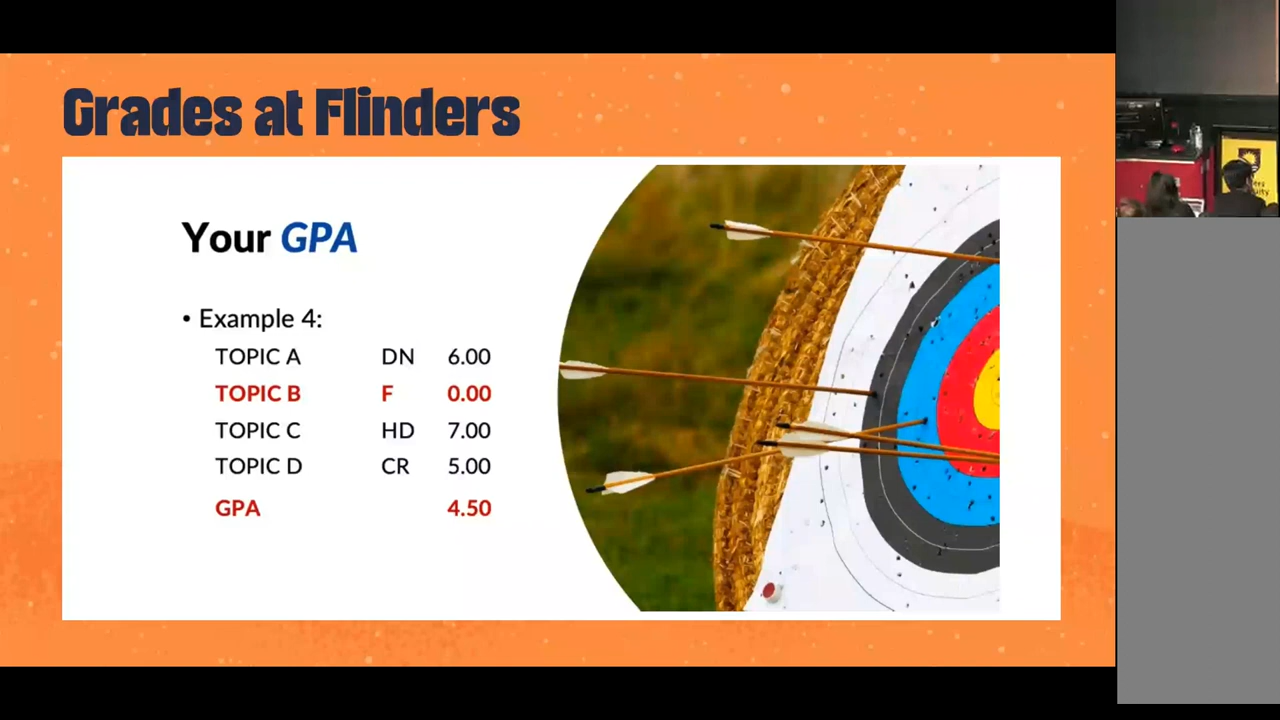 Grades at Flinders
Your GPA
• Example 4:
TOPIC A DN 6.00
TOPIC B F 0.00
TOPIC C HD 7.00
TOPIC D CR 5.00
GPA 4.50